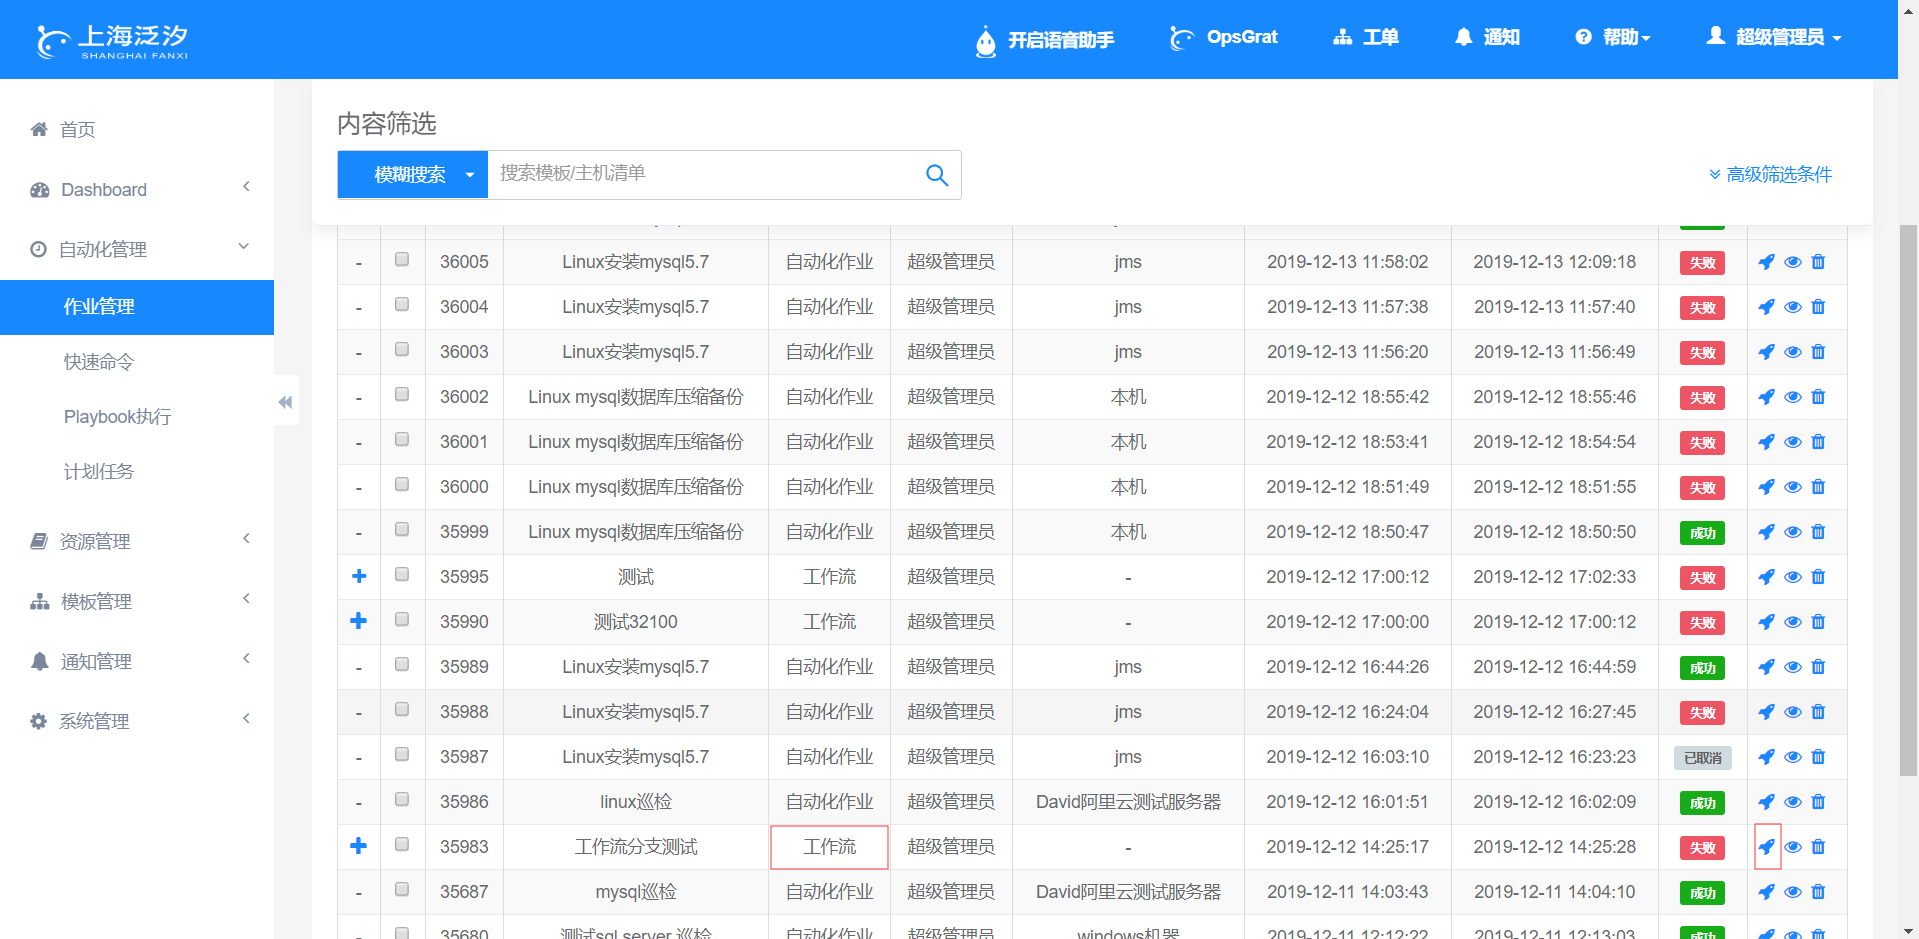 上海泛汐
SHANGHAI FANXI
开启语音助手
OpsGrat
工单
通知
帮助
超级管理员
首页
Dashboard
自动化管理
作业管理
快速命令
Playbook执行
计划任务
资源管理
模板管理
通知管理
系统管理
内容筛选
模糊搜索 搜索模板/主机清单 高级筛选条件
- 36005 Linux安装mysql5.7 自动化作业 超级管理员 jms 2019-12-13 11:58:02 2019-12-13 12:09:18 失败
- 36004 Linux安装mysql5.7 自动化作业 超级管理员 jms 2019-12-13 11:57:38 2019-12-13 11:57:40 失败
- 36003 Linux安装mysql5.7 自动化作业 超级管理员 jms 2019-12-13 11:56:20 2019-12-13 11:56:49 失败
- 36002 Linux mysql数据库压缩备份 自动化作业 超级管理员 本机 2019-12-12 18:55:42 2019-12-12 18:55:46 失败
- 36001 Linux mysql数据库压缩备份 自动化作业 超级管理员 本机 2019-12-12 18:53:41 2019-12-12 18:54:54 失败
- 36000 Linux mysql数据库压缩备份 自动化作业 超级管理员 本机 2019-12-12 18:51:49 2019-12-12 18:51:55 失败
- 35999 Linux mysql数据库压缩备份 自动化作业 超级管理员 本机 2019-12-12 18:50:47 2019-12-12 18:50:50 成功
35995 测试 工作流 超级管理员 - 2019-12-12 17:00:12 2019-12-12 17:02:33 失败
35990 测试32100 工作流 超级管理员 - 2019-12-12 17:00:00 2019-12-12 17:00:12 失败
- 35989 Linux安装mysql5.7 自动化作业 超级管理员 jms 2019-12-12 16:44:26 2019-12-12 16:44:59 成功
- 35988 Linux安装mysql5.7 自动化作业 超级管理员 jms 2019-12-12 16:24:04 2019-12-12 16:27:45 失败
- 35987 Linux安装mysql5.7 自动化作业 超级管理员 jms 2019-12-12 16:03:10 2019-12-12 16:23:23 已取消
- 35986 linux巡检 自动化作业 超级管理员 David阿里云测试服务器 2019-12-12 16:01:51 2019-12-12 16:02:09 成功
35983 工作流分支测试 工作流 超级管理员 - 2019-12-12 14:25:17 2019-12-12 14:25:28 失败
- 35687 mysql巡检 自动化作业 超级管理员 David阿里云测试服务器 2019-12-11 14:03:43 2019-12-11 14:04:10 成功
- 35680 测试sql server 巡检 自动化作业 超级管理员 windows机器 2019-12-11 12:12:22 2019-12-11 12:13:03 成功